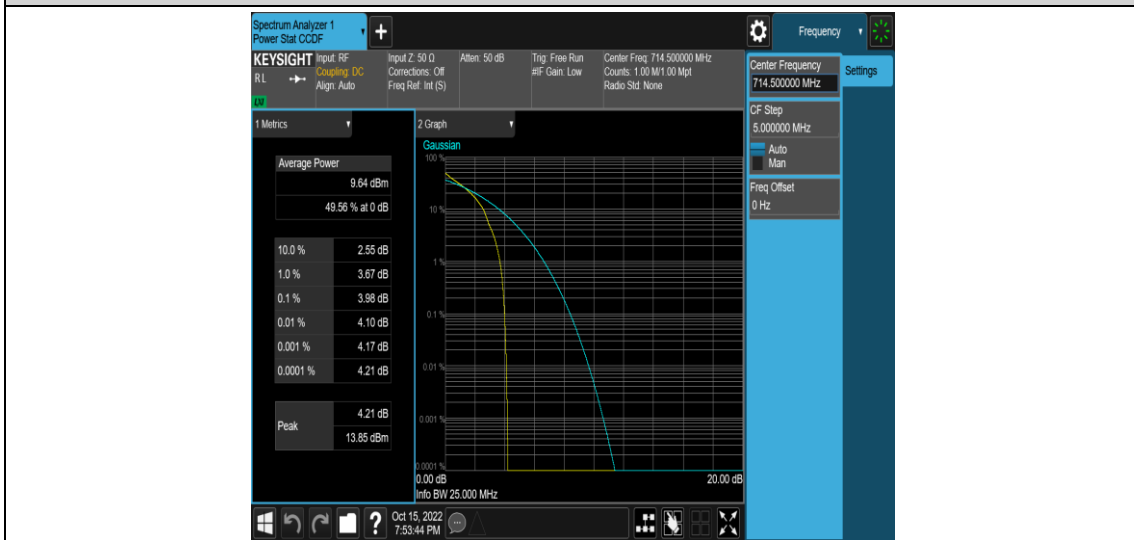 Spectrum Analyzer 1
Power Stat CCDF
Frequency
KEYSIGHT
RL
Input: RF
Coupling: DC
Align: Auto
Input Z: 50 Ω
Corrections: Off
Freq Ref: Int (S)
Atten: 50 dB
Trig: Free Run
#IF Gain: Low
Center Freq: 714.500000 MHz
Counts: 1.00 M/1.00 Mpt
Radio Std: None
Center Frequency
714.500000 MHz
Settings
CF Step
5.000000 MHz
Auto
Man
Freq Offset
0 Hz
1 Metrics
Average Power
9.64 dBm
49.56 % at 0 dB
10.0 % 2.55 dB
1.0 % 3.67 dB
0.1 % 3.98 dB
0.01 % 4.10 dB
0.001 % 4.17 dB
0.0001 % 4.21 dB
Peak 4.21 dB
13.85 dBm
2 Graph
Gaussian
100 %
10 %
1 %
0.1 %
0.01 %
0.001 %
0.0001 %
0.00 dB 20.00 dB
Info BW 25.000 MHz
?
Oct 15, 2022
7:53:44 PM